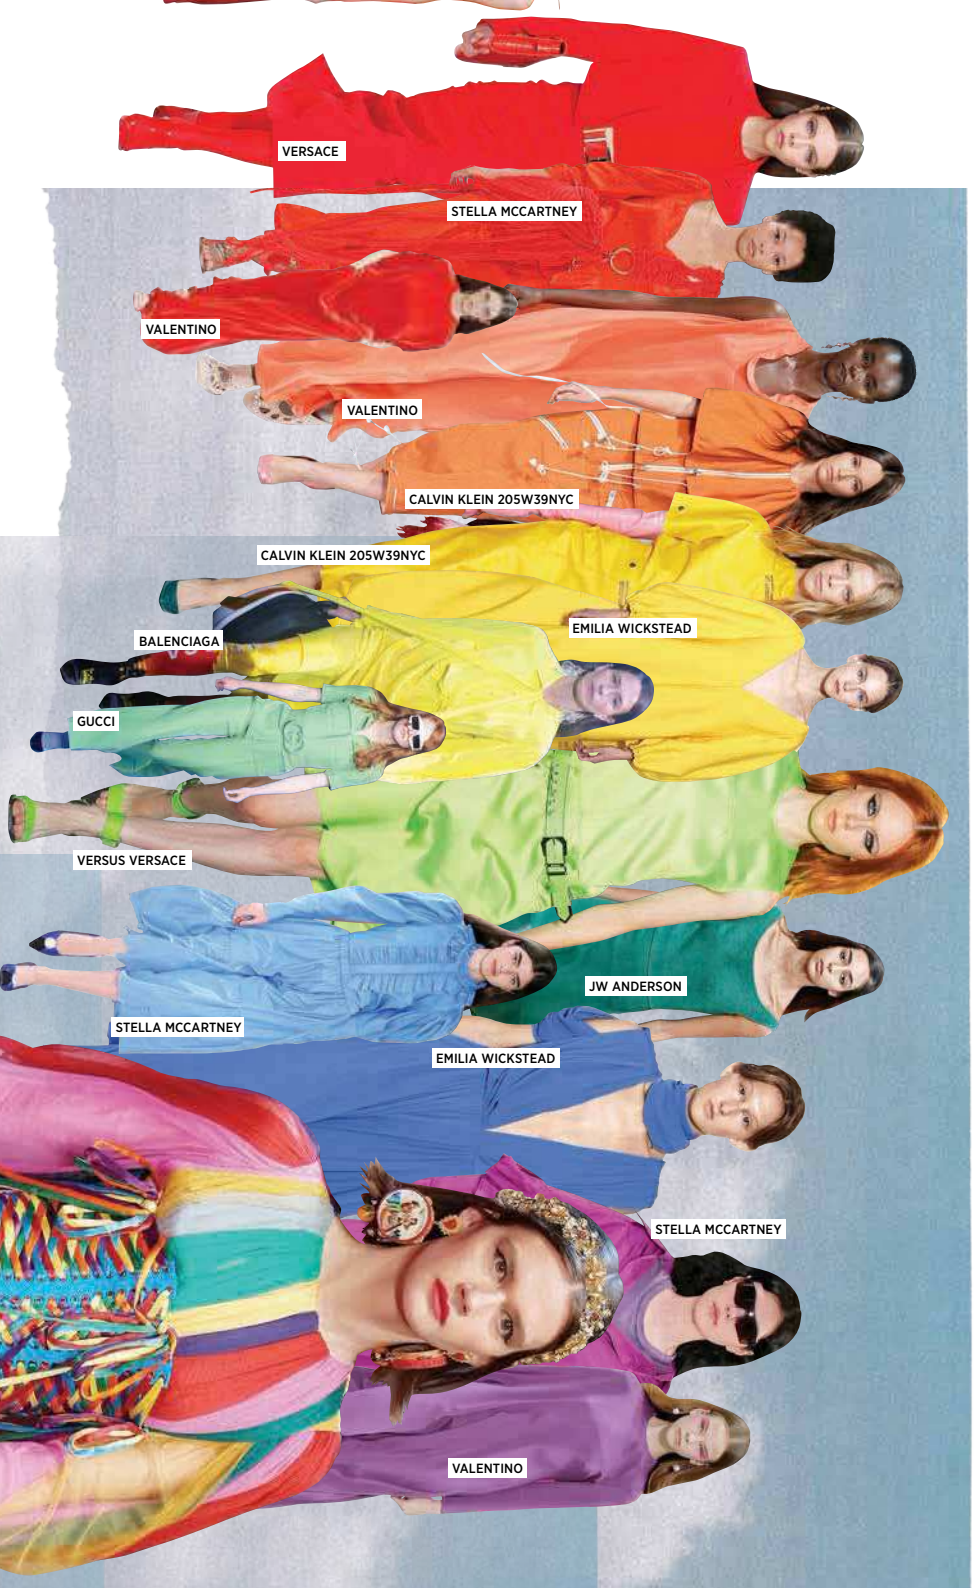 VERSACE
STELLA MCCARTNEY
VALENTINO
VALENTINO
CALVIN KLEIN 205W39NYC
CALVIN KLEIN 205W39NYC
EMILIA WICKSTEAD
BALENCIAGA
GUCCI
VERSUS VERSACE
JW ANDERSON
STELLA MCCARTNEY
EMILIA WICKSTEAD
STELLA MCCARTNEY
VALENTINO